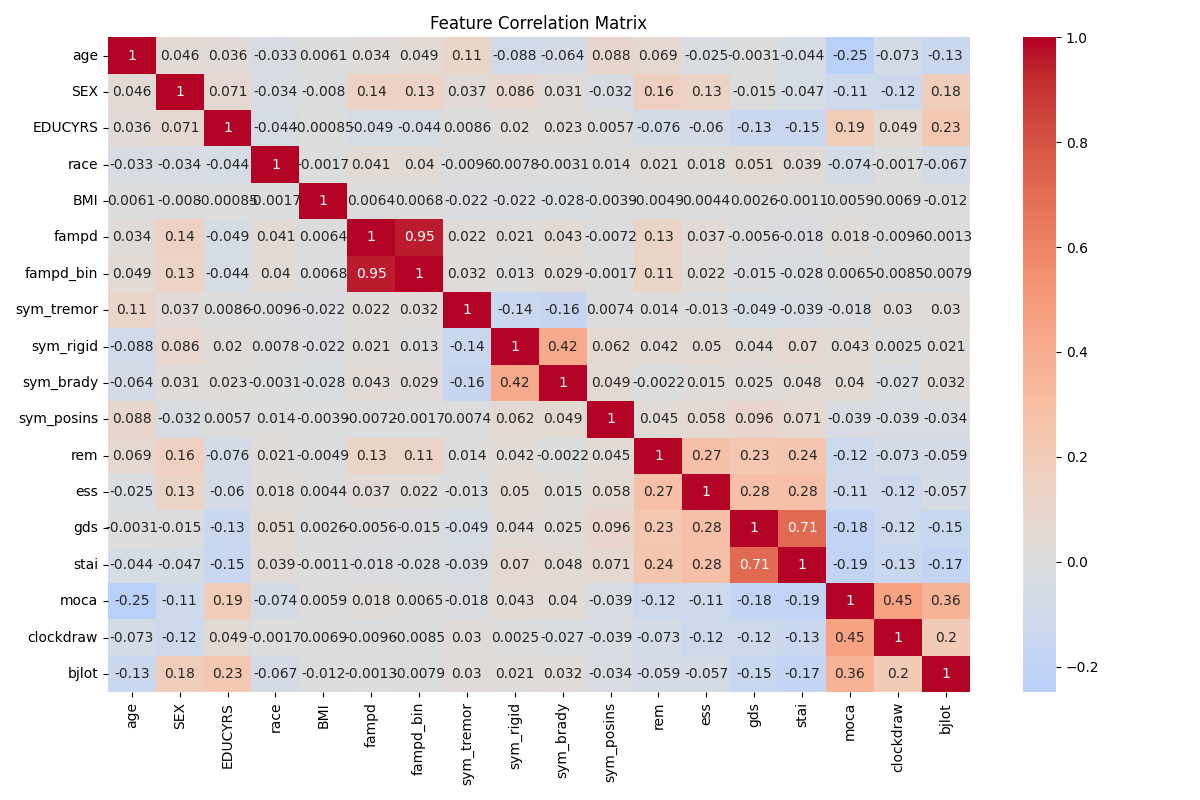 Feature Correlation Matrix
age 1 0.046 0.036 -0.033 0.0061 0.034 0.049 0.11 -0.088 -0.064 0.088 0.069 -0.025 -0.0031 -0.044 -0.25 -0.073 -0.13
SEX 0.046 1 0.071 -0.034 -0.008 0.14 0.13 0.037 0.086 0.031 -0.032 0.16 0.13 -0.015 -0.047 -0.11 -0.12 0.18
EDUCYRS 0.036 0.071 1 -0.044 -0.00085 -0.049 -0.044 0.0086 0.02 0.023 0.0057 -0.076 -0.06 -0.13 -0.15 0.19 0.049 0.23
race -0.033 -0.034 -0.044 1 -0.0017 0.041 0.04 -0.0096 0.0078 -0.0031 0.014 0.021 0.018 0.051 0.039 -0.074 -0.0017 -0.067
BMI 0.0061 -0.008 -0.00085 -0.0017 1 0.0064 0.0068 -0.022 -0.022 -0.028 -0.0039 -0.0049 0.0044 0.0026 -0.0011 0.0059 0.0069 -0.012
fampd 0.034 0.14 -0.049 0.041 0.0064 1 0.95 0.022 0.021 0.043 -0.0072 0.13 0.037 -0.0056 -0.018 0.018 -0.0096 -0.0013
fampd_bin 0.049 0.13 -0.044 0.04 0.0068 0.95 1 0.032 0.013 0.029 -0.0017 0.11 0.022 -0.015 -0.028 0.0065 -0.0085 -0.0079
sym_tremor 0.11 0.037 0.0086 -0.0096 -0.022 0.022 0.032 1 -0.14 -0.16 0.0074 0.014 -0.013 -0.049 -0.039 -0.018 0.03 0.03
sym_rigid -0.088 0.086 0.02 0.0078 -0.022 0.021 0.013 -0.14 1 0.42 0.062 0.042 0.05 0.044 0.07 0.043 0.0025 0.021
sym_brady -0.064 0.031 0.023 -0.0031 -0.028 0.043 0.029 -0.16 0.42 1 0.049 -0.0022 0.015 0.025 0.048 0.04 -0.027 0.032
sym_posins 0.088 -0.032 0.0057 0.014 -0.0039 -0.0072 -0.0017 0.0074 0.062 0.049 1 0.045 0.058 0.096 0.071 -0.039 -0.039 -0.034
rem 0.069 0.16 -0.076 0.021 -0.0049 0.13 0.11 0.014 0.042 -0.0022 0.045 1 0.27 0.23 0.24 -0.12 -0.073 -0.059
ess -0.025 0.13 -0.06 0.018 0.0044 0.037 0.022 -0.013 0.05 0.015 0.058 0.27 1 0.28 0.28 -0.11 -0.12 -0.057
gds -0.0031 -0.015 -0.13 0.051 0.0026 -0.0056 -0.015 -0.049 0.044 0.025 0.096 0.23 0.28 1 0.71 -0.18 -0.12 -0.15
stai -0.044 -0.047 -0.15 0.039 -0.0011 -0.018 -0.028 -0.039 0.07 0.048 0.071 0.24 0.28 0.71 1 -0.19 -0.13 -0.17
moca -0.25 -0.11 0.19 -0.074 0.0059 0.018 0.0065 -0.018 0.043 0.04 -0.039 -0.12 -0.11 -0.18 -0.19 1 0.45 0.36
clockdraw -0.073 -0.12 0.049 -0.0017 0.0069 -0.0096 -0.0085 0.03 0.0025 -0.027 -0.039 -0.073 -0.12 -0.12 -0.13 0.45 1 0.2
bjlot -0.13 0.18 0.23 -0.067 -0.012 -0.0013 -0.0079 0.03 0.021 0.032 -0.034 -0.059 -0.057 -0.15 -0.17 0.36 0.2 1
age SEX EDUCYRS race BMI fampd fampd_bin sym_tremor sym_rigid sym_brady sym_posins rem ess gds stai moca clockdraw bjlot
1.0
0.8
0.6
0.4
0.2
0.0
−0.2